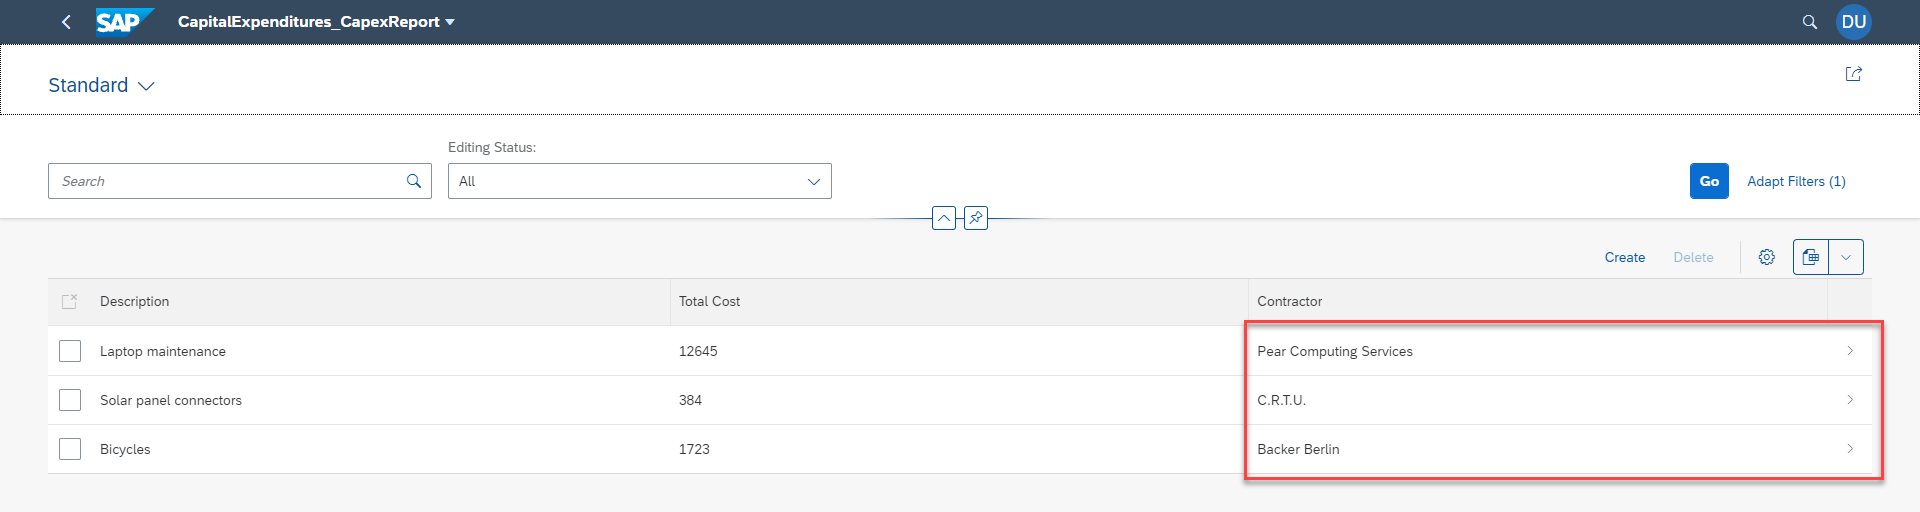 SAP CapitalExpenditures_CapexReport DU
Standard
Editing Status:
Search All Go Adapt Filters (1)
Create Delete
Description Total Cost Contractor
Laptop maintenance 12645 Pear Computing Services
Solar panel connectors 384 C.R.T.U.
Bicycles 1723 Backer Berlin